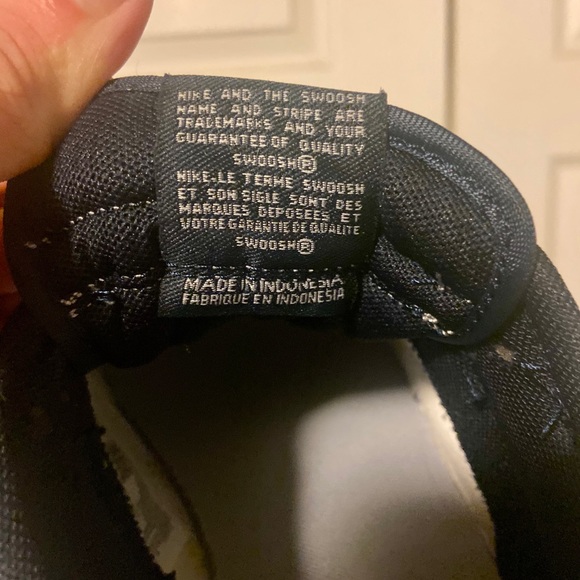 NIKE AND THE SWOOSH
NAME AND STRIPE ARE
TRADEMARKS AND YOUR
GUARANTEE OF QUALITY
SWOOSH®
NIKE-LE TERME SWOOSH
ET SON SIGLE SONT DES
MARQUES DEPOSEES ET
VOTRE GARANTIE DE QUALITE.
SWOOSH®
MADE IN INDONESIA
FABRIQUE EN INDONESIA